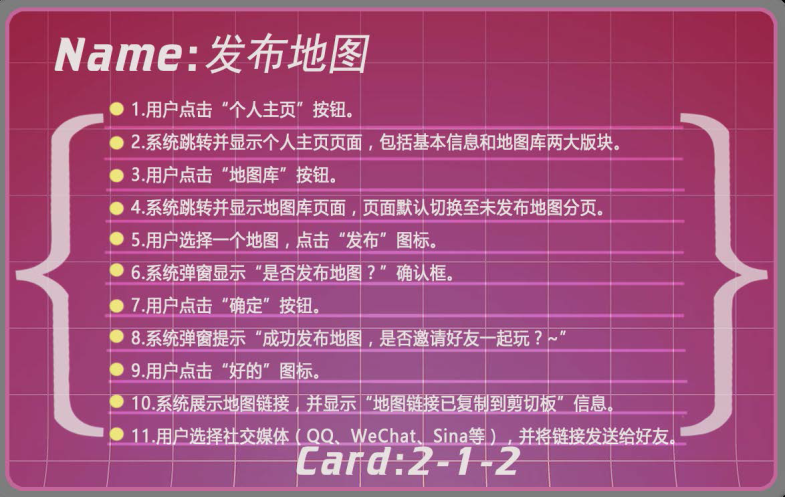 Name:发布地图
1.用户点击“个人主页”按钮。
2.系统跳转并显示个人主页页面，包括基本信息和地图库两大版块。
3.用户点击“地图库”按钮。
4.系统跳转并显示地图库页面，页面默认切换至未发布地图分页。
5.用户选择一个地图，点击“发布”图标。
6.系统弹窗显示“是否发布地图？”确认框。
7.用户点击“确定”按钮。
8.系统弹窗提示“成功发布地图，是否邀请好友一起玩？~”
9.用户点击“好的”图标。
10.系统展示地图链接，并显示“地图链接已复制到剪切板”信息。
11.用户选择社交媒体（QQ、WeChat、Sina等），并将链接发送给好友。
Card:2-1-2